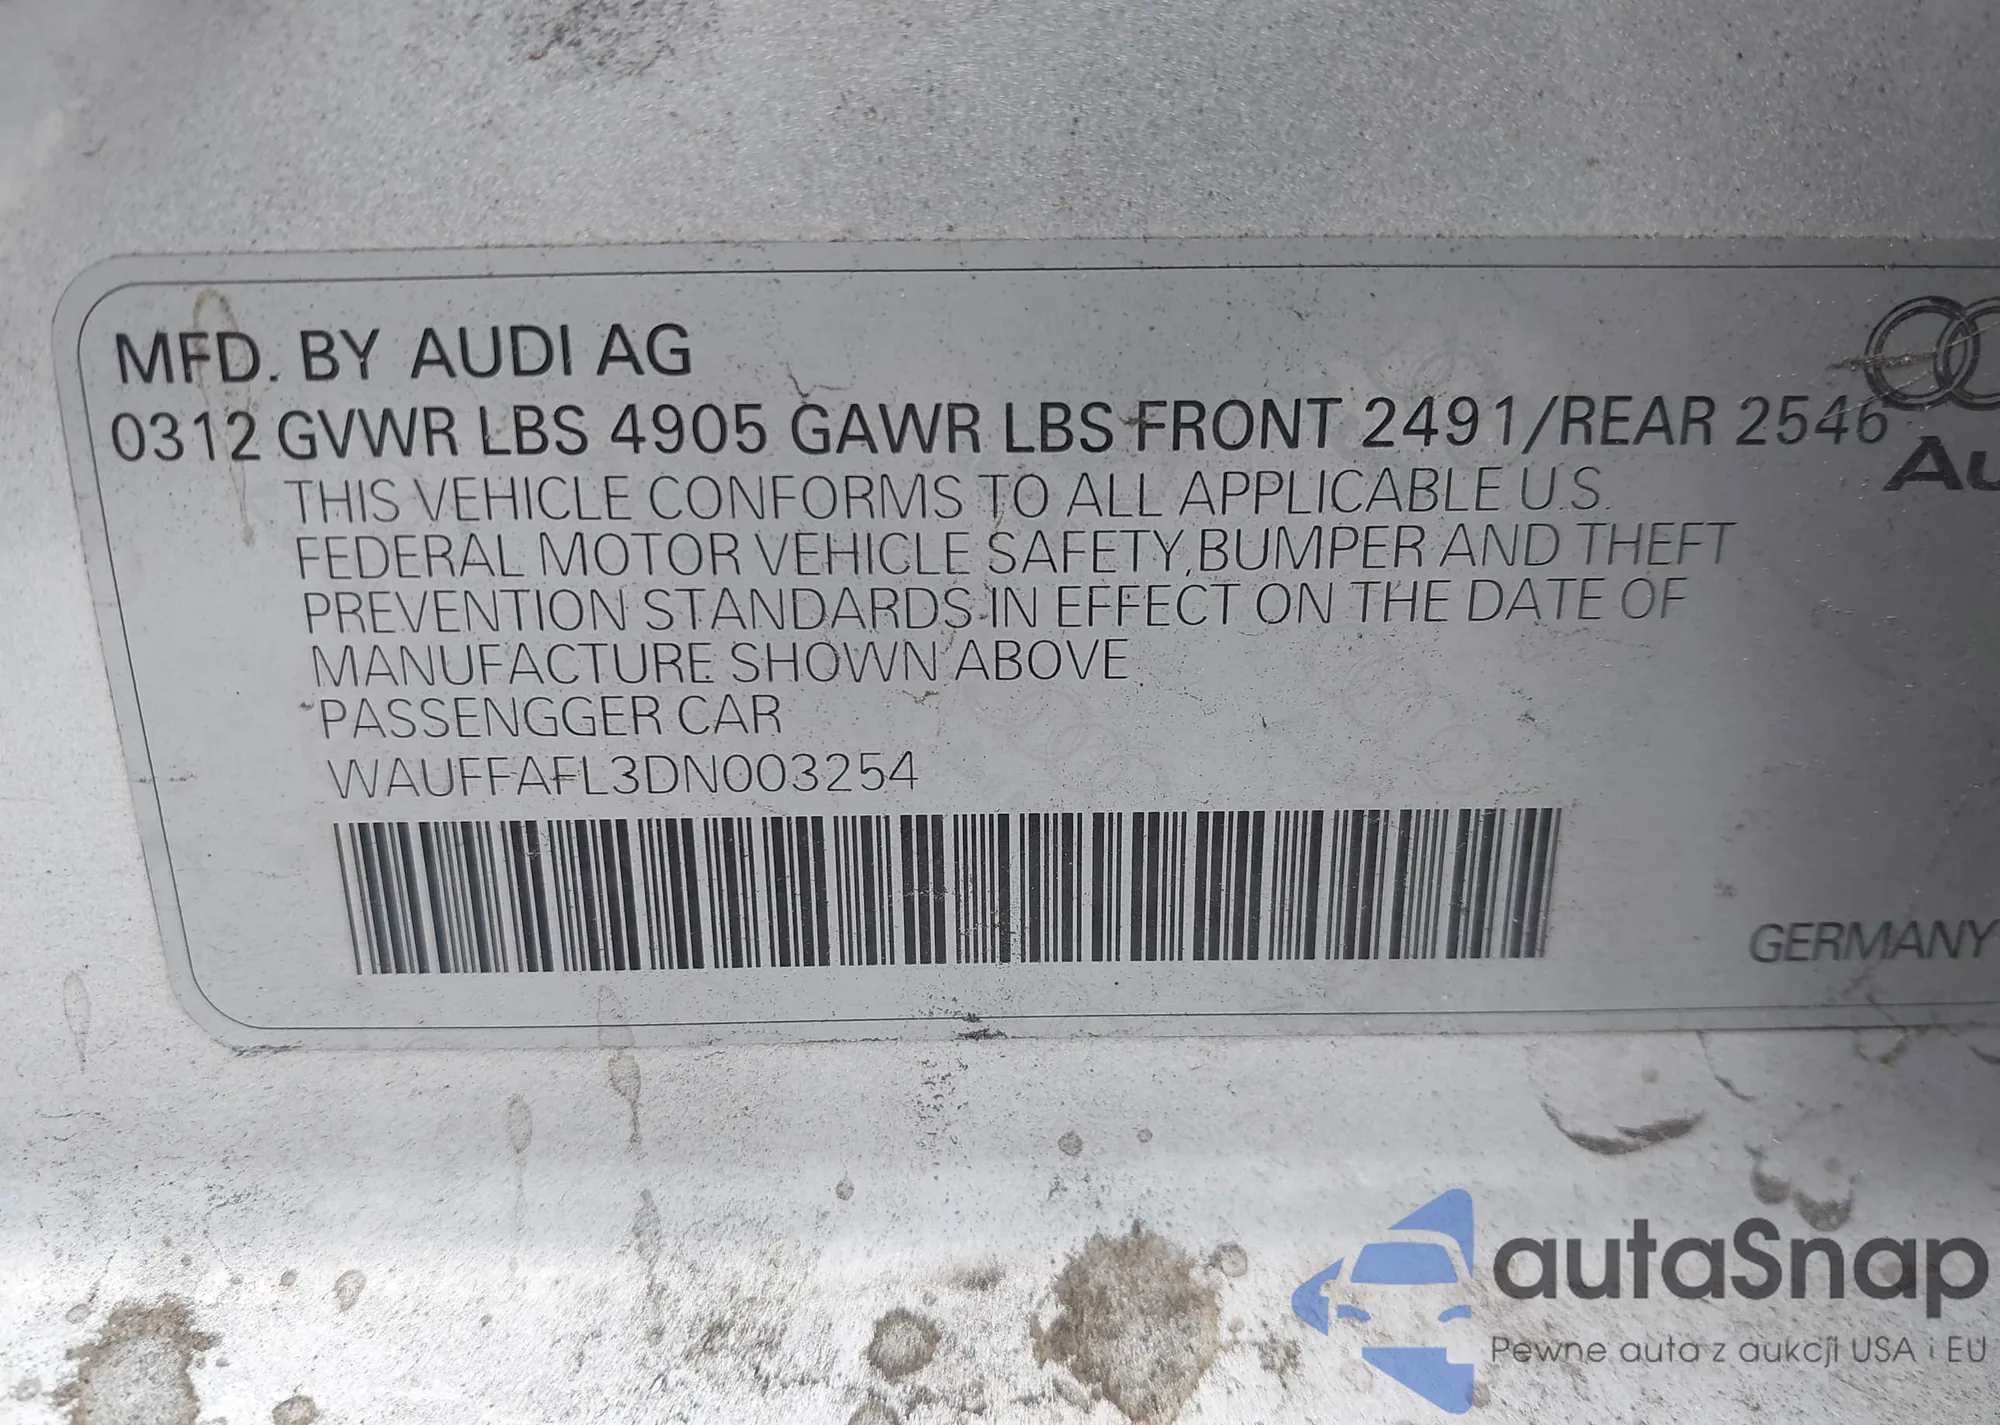 MFD. BY AUDI AG
0312 GVWR LBS 4905 GAWR LBS FRONT 2491/REAR 2546
THIS VEHICLE CONFORMS TO ALL APPLICABLE U.S.
FEDERAL MOTOR VEHICLE SAFETY, BUMPER AND THEFT
PREVENTION STANDARDS IN EFFECT ON THE DATE OF
MANUFACTURE SHOWN ABOVE
PASSENGGER CAR
WAUFFAFL3DN003254
Au
GERMANY
autaSnap
Pewne auta z aukcji USA i EU